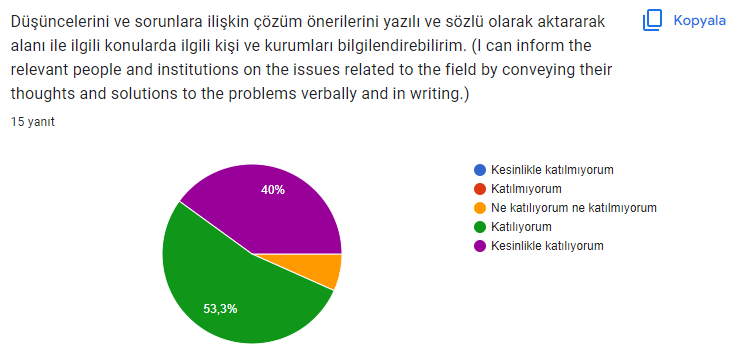 Düşüncelerini ve sorunlara ilişkin çözüm önerilerini yazılı ve sözlü olarak aktararak
alanı ile ilgili konularda ilgili kişi ve kurumları bilgilendirebilirim. (I can inform the
relevant people and institutions on the issues related to the field by conveying their
thoughts and solutions to the problems verbally and in writing.)
Kopyala
15 yanıt
40%
53,3%
Kesinlikle katılmıyorum
Katılmıyorum
Ne katılıyorum ne katılmıyorum
Katılıyorum
Kesinlikle katılıyorum